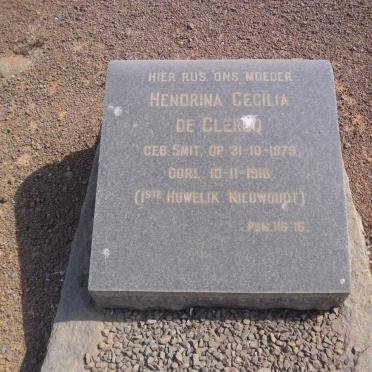 HIER RUS ONS MOEDER
HENDRINA CECILIA
DE CLERCQ
GEB. SMIT, OP 31-10-1879.
OORL. 10-11-1918.
(1STE HUWELIK. NIEUWOUDT)
PSM. 116:15.